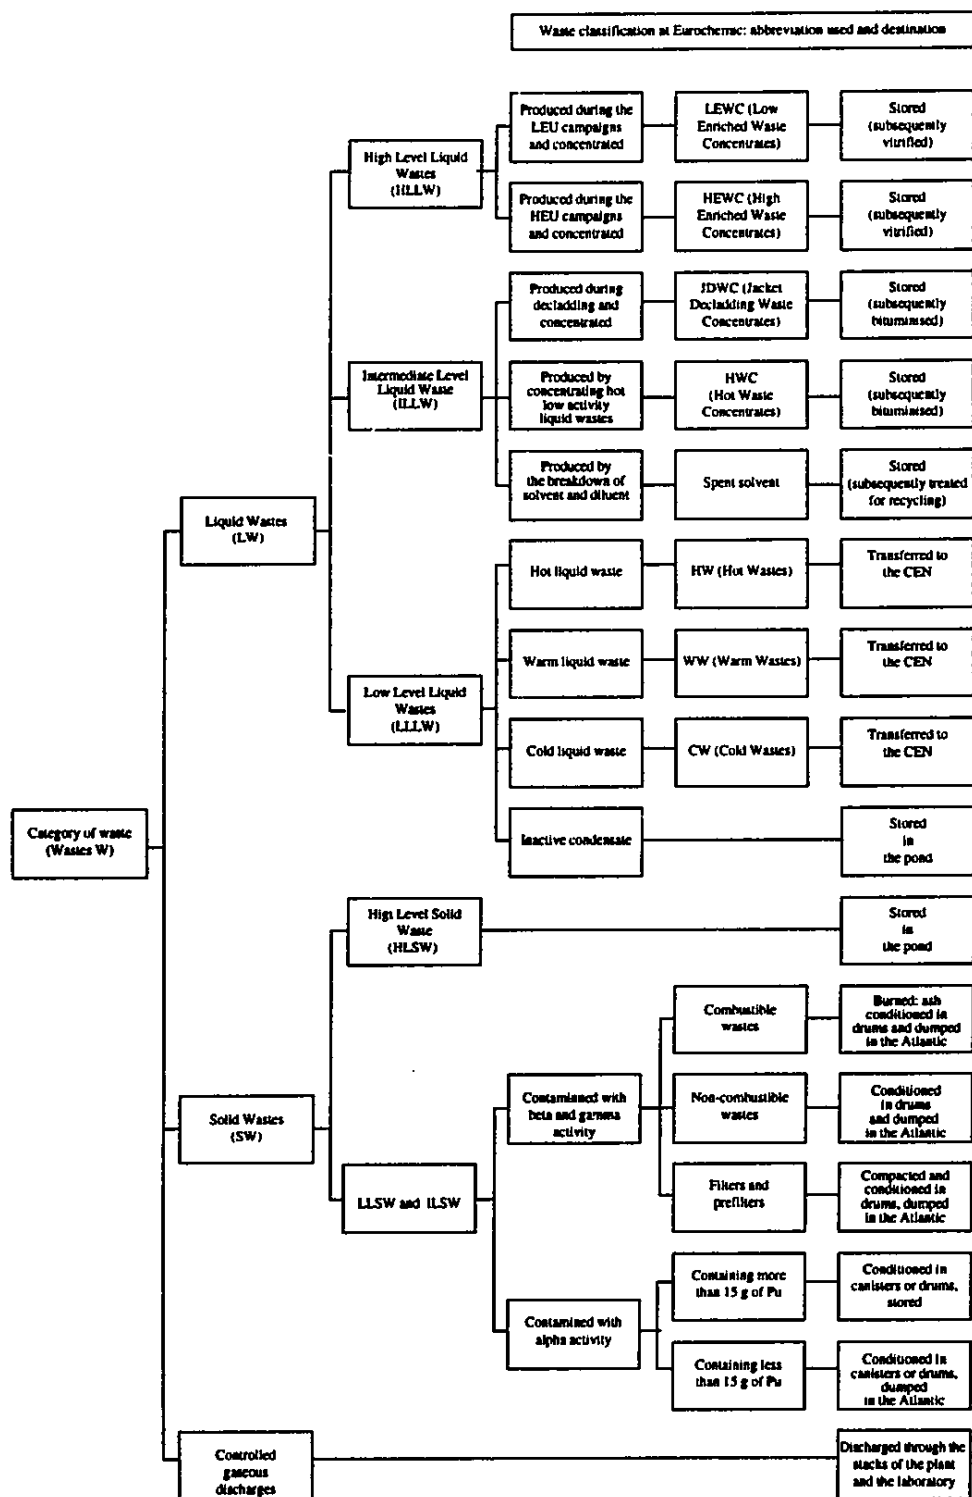 Waste classification at Eurochemic: abbreviation used and destination
Produced during the
LEU campaigns
and concentrated
LEWC (Low
Enriched Waste
Concentrates)
Stored
(subsequently
vitrified)
High Level Liquid
Wastes
(HLLW)
Produced during the
HEU campaigns
and concentrated
HEWC (High
Enriched Waste
Concentrates)
Stored
(subsequently
vitrified)
Produced during
decladding and
concentrated
JDWC (Jacket
Decladding Waste
Concentrates)
Stored
(subsequently
bituminised)
Intermediate Level
Liquid Waste
(ILLW)
Produced by
concentrating hot
low activity
liquid wastes
HWC
(Hot Waste
Concentrates)
Stored
(subsequently
bituminised)
Produced by
the breakdown of
solvent and diluent
Spent solvent
Stored
(subsequently treated
for recycling)
Liquid Wastes
(LW)
Hot liquid waste
HW (Hot Wastes)
Transferred to
the CEN
Warm liquid waste
WW (Warm Wastes)
Transferred to
the CEN
Low Level Liquid
Wastes
(LLLW)
Cold liquid waste
CW (Cold Wastes)
Transferred to
the CEN
Category of waste
(Wastes W)
Inactive condensate
Stored
in
the pond
High Level Solid
Waste
(HLSW)
Stored
in
the pond
Combustible
wastes
Burned: ash
conditioned in
drums and dumped
in the Atlantic
Solid Wastes
(SW)
Contaminated with
beta and gamma
activity
Non-combustible
wastes
Conditioned
in drums
and dumped
in the Atlantic
LLSW and ILSW
Filters and
prefilters
Compacted and
conditioned in
drums, dumped
in the Atlantic
Containing more
than 15 g of Pu
Conditioned in
canisters or drums,
stored
Contamined with
alpha activity
Containing less
than 15 g of Pu
Conditioned in
canisters or drums,
dumped
in the Atlantic
Controlled
gaseous
discharges
Discharged through the
stacks of the plant
and the laboratory